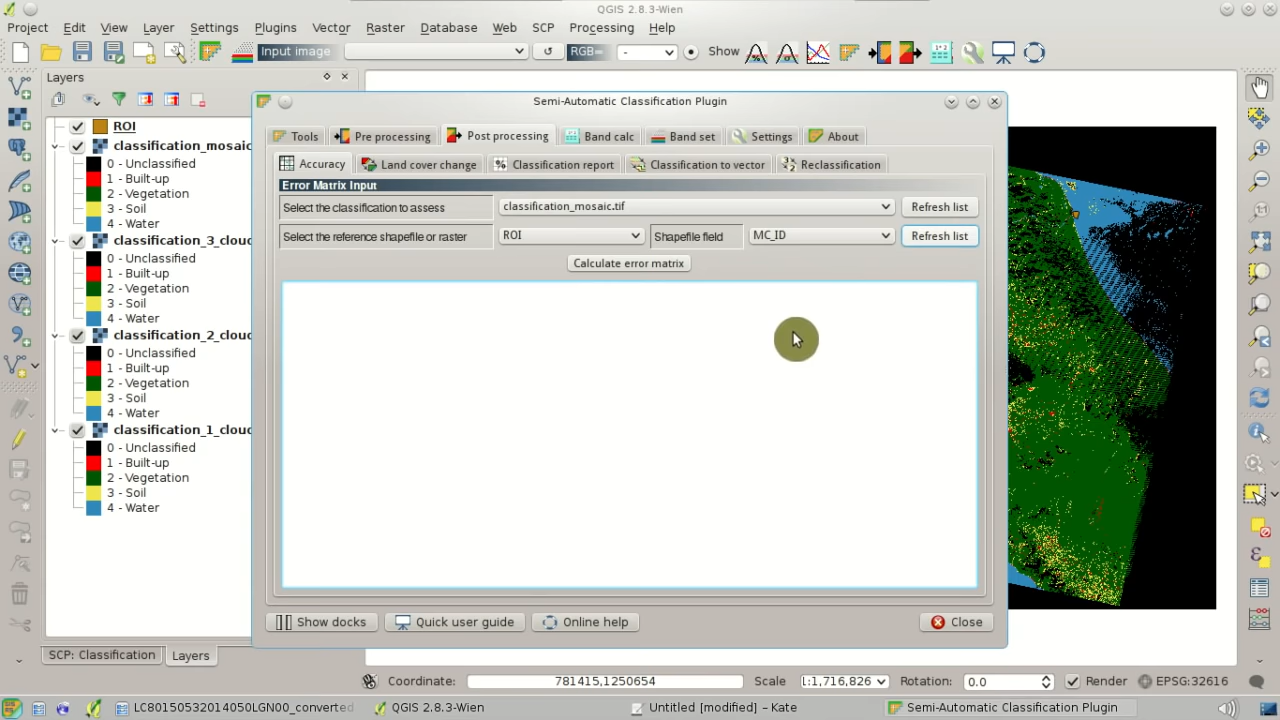 QGIS 2.8.3-Wien
Project Edit View Layer Settings Plugins Vector Raster Database Web SCP Processing Help
Input image RGB= - Show
Layers
ROI
classification_mosaic
0 - Unclassified
1 - Built-up
2 - Vegetation
3 - Soil
4 - Water
classification_3_cloud
0 - Unclassified
1 - Built-up
2 - Vegetation
3 - Soil
4 - Water
classification_2_cloud
0 - Unclassified
1 - Built-up
2 - Vegetation
3 - Soil
4 - Water
classification_1_cloud
0 - Unclassified
1 - Built-up
2 - Vegetation
3 - Soil
4 - Water
SCP: Classification Layers
Semi-Automatic Classification Plugin
Tools Pre processing Post processing Band calc Band set Settings About
Accuracy Land cover change Classification report Classification to vector Reclassification
Error Matrix Input
Select the classification to assess classification_mosaic.tif Refresh list
Select the reference shapefile or raster ROI Shapefile field MC_ID Refresh list
Calculate error matrix
Show docks Quick user guide Online help Close
Coordinate: 781415,1250654 Scale 1:1,716,826 Rotation: 0.0 Render EPSG:32616
LC80150532014050LGN00_converted QGIS 2.8.3-Wien Untitled [modified] - Kate Semi-Automatic Classification Plugin